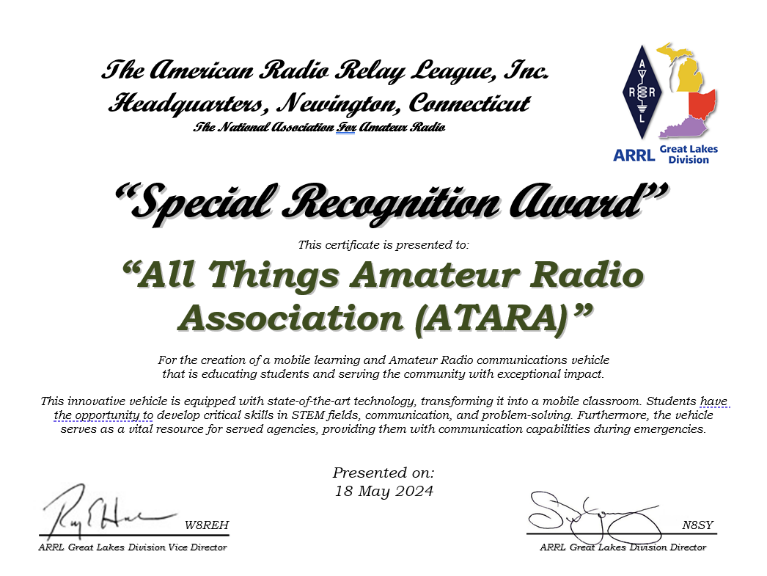 The American Radio Relay League, Inc.
Headquarters, Newington, Connecticut
The National Association For Amateur Radio
A
R R
L
ARRL Great Lakes
Division
“Special Recognition Award”
This certificate is presented to:
“All Things Amateur Radio
Association (ATARA)”
For the creation of a mobile learning and Amateur Radio communications vehicle
that is educating students and serving the community with exceptional impact.
This innovative vehicle is equipped with state-of-the-art technology, transforming it into a mobile classroom. Students have
the opportunity to develop critical skills in STEM fields, communication, and problem-solving. Furthermore, the vehicle
serves as a vital resource for served agencies, providing them with communication capabilities during emergencies.
Presented on:
18 May 2024
W8REH
ARRL Great Lakes Division Vice Director
N8SY
ARRL Great Lakes Division Director